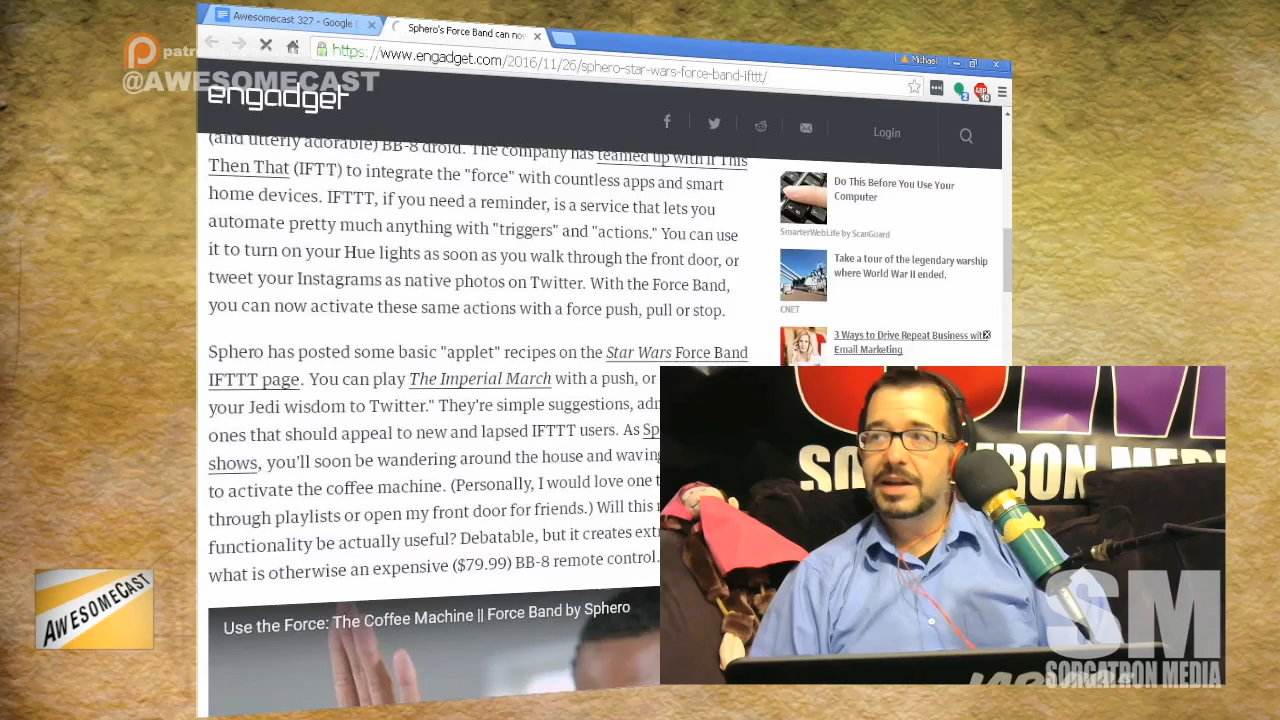 Awesomecast 327 - Google
Sphero's Force Band can no
Michael
https://www.engadget.com/2016/11/26/sphero-star-wars-force-band-ifttt/
@AWESOMECAST
engadget
Login
(and utterly adorable) BB-8 droid. The company has teamed up with If This
Then That (IFTT) to integrate the "force" with countless apps and smart
home devices. IFTTT, if you need a reminder, is a service that lets you
automate pretty much anything with "triggers" and "actions." You can use
it to turn on your Hue lights as soon as you walk through the front door, or
tweet your Instagrams as native photos on Twitter. With the Force Band,
you can now activate these same actions with a force push, pull or stop.
Sphero has posted some basic "applet" recipes on the Star Wars Force Band
IFTTT page. You can play The Imperial March with a push, or
your Jedi wisdom to Twitter." They're simple suggestions, adm
ones that should appeal to new and lapsed IFTTT users. As Sp
shows, you'll soon be wandering around the house and waving
to activate the coffee machine. (Personally, I would love one t
through playlists or open my front door for friends.) Will this
functionality be actually useful? Debatable, but it creates ext
what is otherwise an expensive ($79.99) BB-8 remote control.
Use the Force: The Coffee Machine || Force Band by Sphero
Do This Before You Use Your
Computer
SmarterWebLife by ScanGuard
Take a tour of the legendary warship
where World War II ended.
CNET
3 Ways to Drive Repeat Business with
Email Marketing
AWESOMECAST
SM
SORGATRON MEDIA